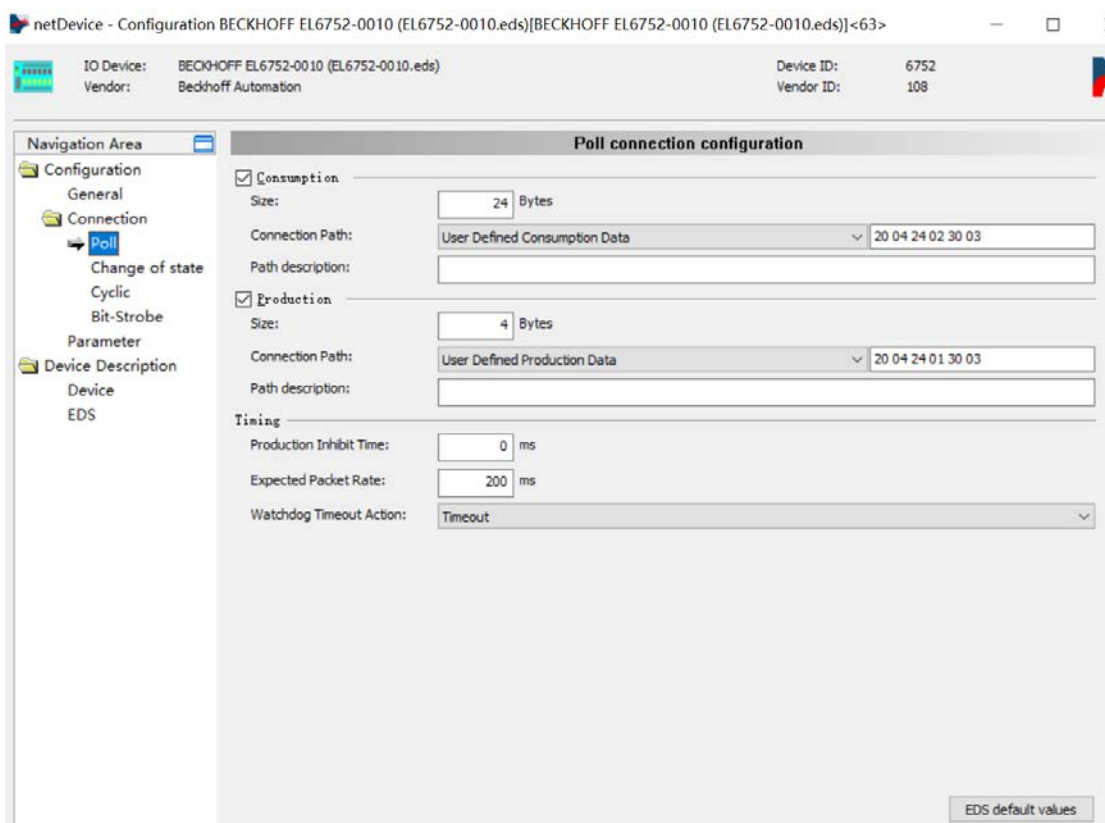 netDevice - Configuration BECKHOFF EL6752-0010 (EL6752-0010.eds)[BECKHOFF EL6752-0010 (EL6752-0010.eds)]<63>
IO Device: BECKHOFF EL6752-0010 (EL6752-0010.eds) Device ID: 6752
Vendor: Beckhoff Automation Vendor ID: 108
Navigation Area
Configuration
General
Connection
Poll
Change of state
Cyclic
Bit-Strobe
Parameter
Device Description
Device
EDS
Poll connection configuration
Consumption
Size: 24 Bytes
Connection Path: User Defined Consumption Data 20 04 24 02 30 03
Path description:
Production
Size: 4 Bytes
Connection Path: User Defined Production Data 20 04 24 01 30 03
Path description:
Timing
Production Inhibit Time: 0 ms
Expected Packet Rate: 200 ms
Watchdog Timeout Action: Timeout
EDS default values